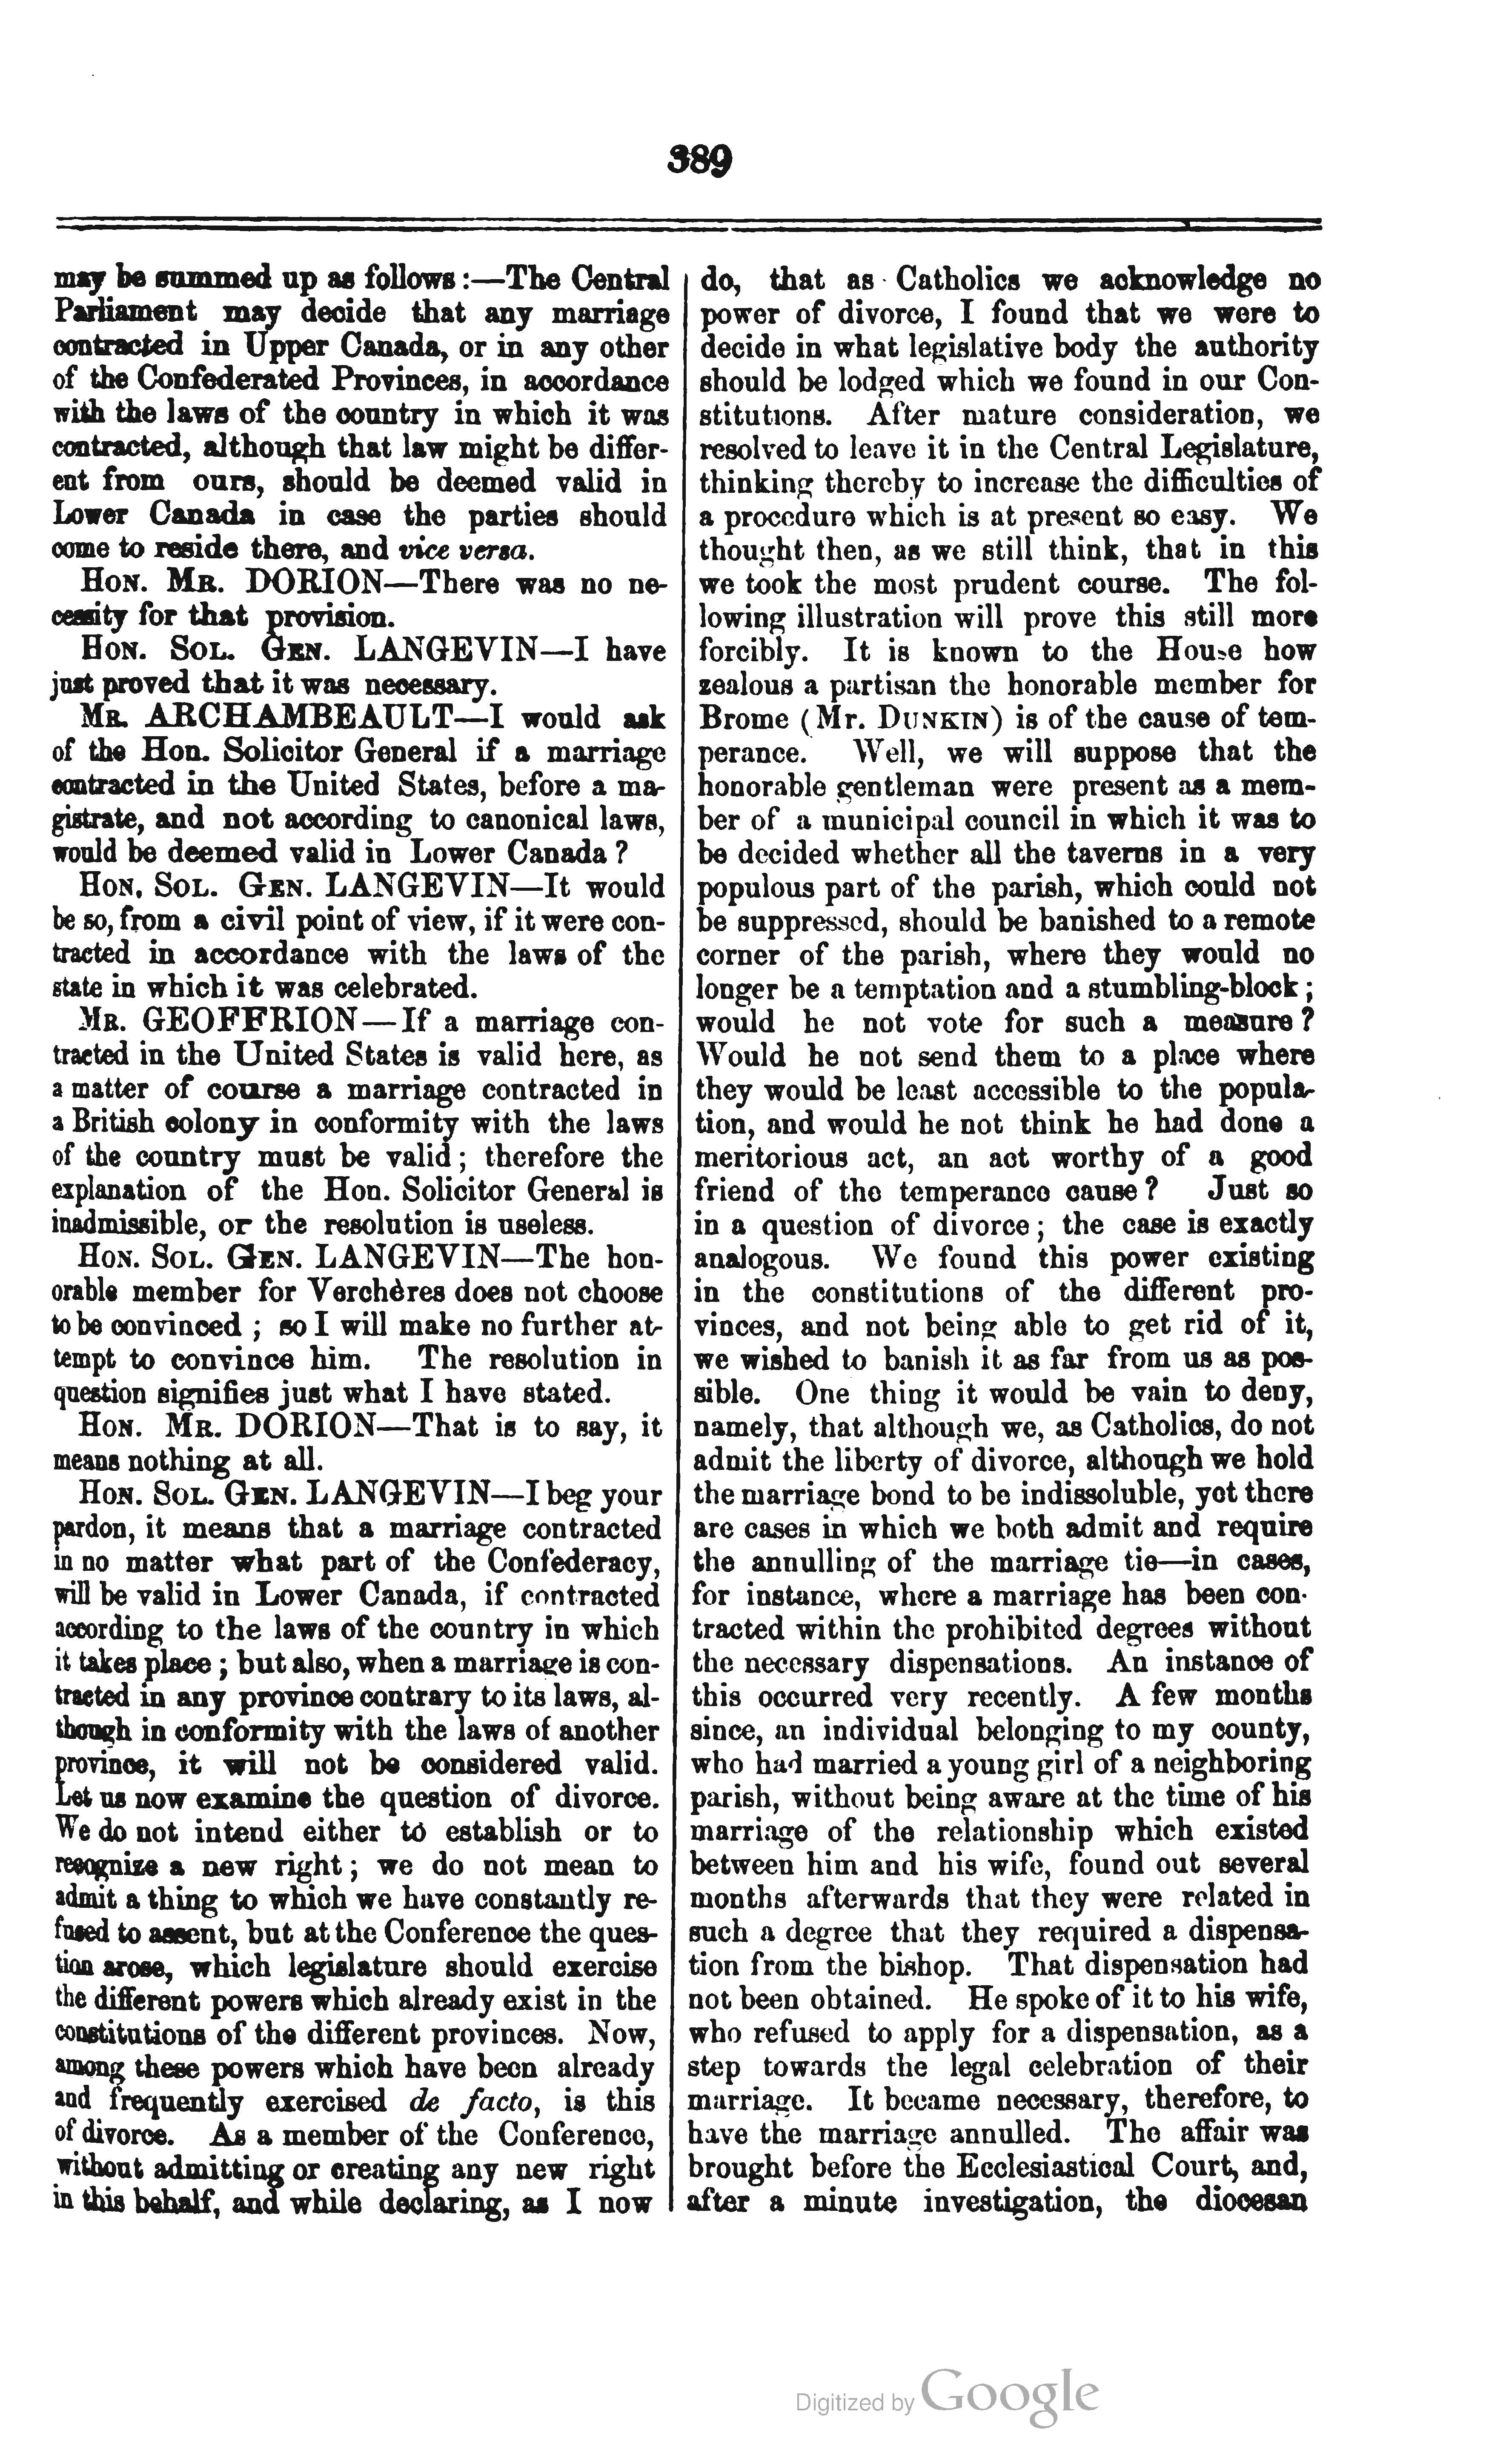 389
may be summed up as follows :—The Central
Parliament may decide that any marriage
contracted in Upper Canada, or in any other
of the Confederated Provinces, in accordance
with the laws of the country in which it was
contracted, although that law might be differ-
ent from ours, should be deemed valid in
Lower Canada in case the parties should
come to reside there, and vice versa.
HON. MR. DORION—There was no ne-
cessity for that provision.
HON. SOL. GEN. LANGEVIN—I have
just proved that it was necessary.
MR. ARCHAMBEAULT—I would ask
of the Hon. Solicitor General if a marriage
contracted in the United States, before a ma-
gistrate, and not according to canonical laws,
would be deemed valid in Lower Canada ?
HON. SOL. GEN. LANGEVIN—It would
be so, from a civil point of view, if it were con-
tracted in accordance with the laws of the
state in which it was celebrated.
MR. GEOFFRION—If a marriage con-
tracted in the United States is valid here, as
a matter of course a marriage contracted in
a British colony in conformity with the laws
of the country must be valid ; therefore the
explanation of the Hon. Solicitor General is
inadmissible, or the resolution is useless.
HON. SOL. GEN. LANGEVIN—The hon-
orable member for Verchères does not choose
to be convinced ; so I will make no further at-
tempt to convince him. The resolution in
question signifies just what I have stated.
HON. MR. DORION—That is to say, it
means nothing at all.
HON. SOL. GEN. LANGEVIN—I beg your
pardon, it means that a marriage contracted
in no matter what part of the Confederacy,
will be valid in Lower Canada, if contracted
according to the laws of the country in which
it takes place ; but also, when a marriage is con-
tracted in any province contrary to its laws, al-
though in conformity with the laws of another
province, it will not be considered valid.
Let us now examine the question of divorce.
We do not intend either to establish or to
recognize a new right ; we do not mean to
admit a thing to which we have constantly re-
fused to assent, but at the Conference the ques-
tion arose, which legislature should exercise
the different powers which already exist in the
constitutions of the different provinces. Now,
among these powers which have been already
and frequently exercised de facto, is this
of divorce. As a member of the Conference,
without admitting or creating any new right
in this behalf, and while declaring, as I now
do, that as Catholics we acknowledge no
power of divorce, I found that we were to
decide in what legislative body the authority
should be lodged which we found in our Con-
stitutions. After mature consideration, we
resolved to leave it in the Central Legislature,
thinking thereby to increase the difficulties of
a procedure which is at present so easy. We
thought then, as we still think, that in this
we took the most prudent course. The fol-
lowing illustration will prove this still more
forcibly. It is known to the House how
zealous a partisan the honorable member for
Brome (Mr. DUNKIN) is of the cause of tem-
perance. Well, we will suppose that the
honorable gentleman were present as a mem-
ber of a municipal council in which it was to
be decided whether all the taverns in a very
populous part of the parish, which could not
be suppressed, should be banished to a remote
corner of the parish, where they would no
longer be a temptation and a stumbling-block ;
would he not vote for such a measure ?
Would he not send them to a place where
they would be least accessible to the popula-
tion, and would he not think he had done a
meritorious act, an act worthy of a good
friend of the temperance cause ? Just so
in a question of divorce ; the case is exactly
analogous. We found this power existing
in the constitutions of the different pro-
vinces, and not being able to get rid of it,
we wished to banish it as far from us as pos-
sible. One thing it would be vain to deny,
namely, that although we, as Catholics, do not
admit the liberty of divorce, although we hold
the marriage bond to be indissoluble, yet there
are cases in which we both admit and require
the annulling of the marriage tie—in cases,
for instance, where a marriage has been con-
tracted within the prohibited degrees without
the necessary dispensations. An instance of
this occurred very recently. A few months
since, an individual belonging to my county,
who had married a young girl of a neighboring
parish, without being aware at the time of his
marriage of the relationship which existed
between him and his wife, found out several
months afterwards that they were related in
such a degree that they required a dispensa-
tion from the bishop. That dispensation had
not been obtained. He spoke of it to his wife,
who refused to apply for a dispensation, as a
step towards the legal celebration of their
marriage. It became necessary, therefore, to
have the marriage annulled. The affair was
brought before the Ecclesiastical Court, and,
after a minute investigation, the diocesan
Digitized by Google